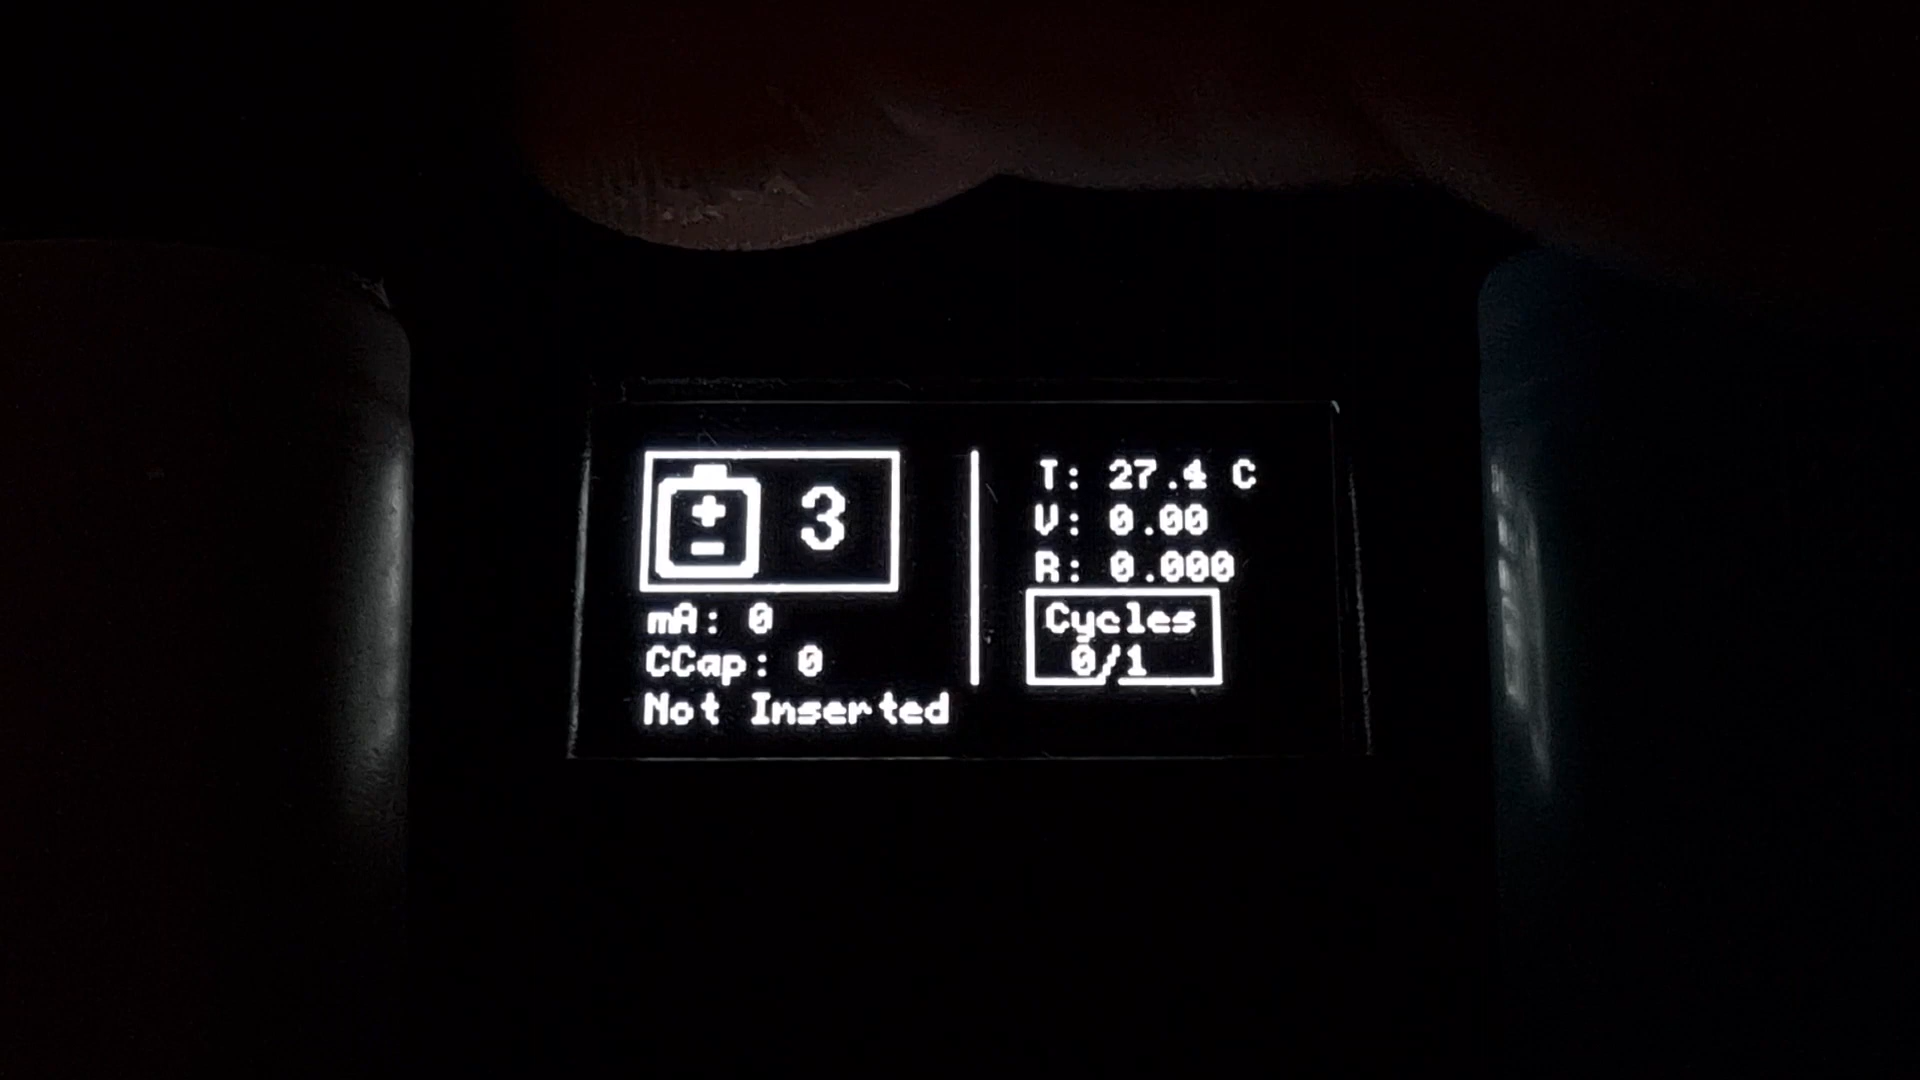 3
mA: 0
CCap: 0
Not Inserted
T: 27.4 C
V: 0.00
R: 0.000
Cycles
0/1